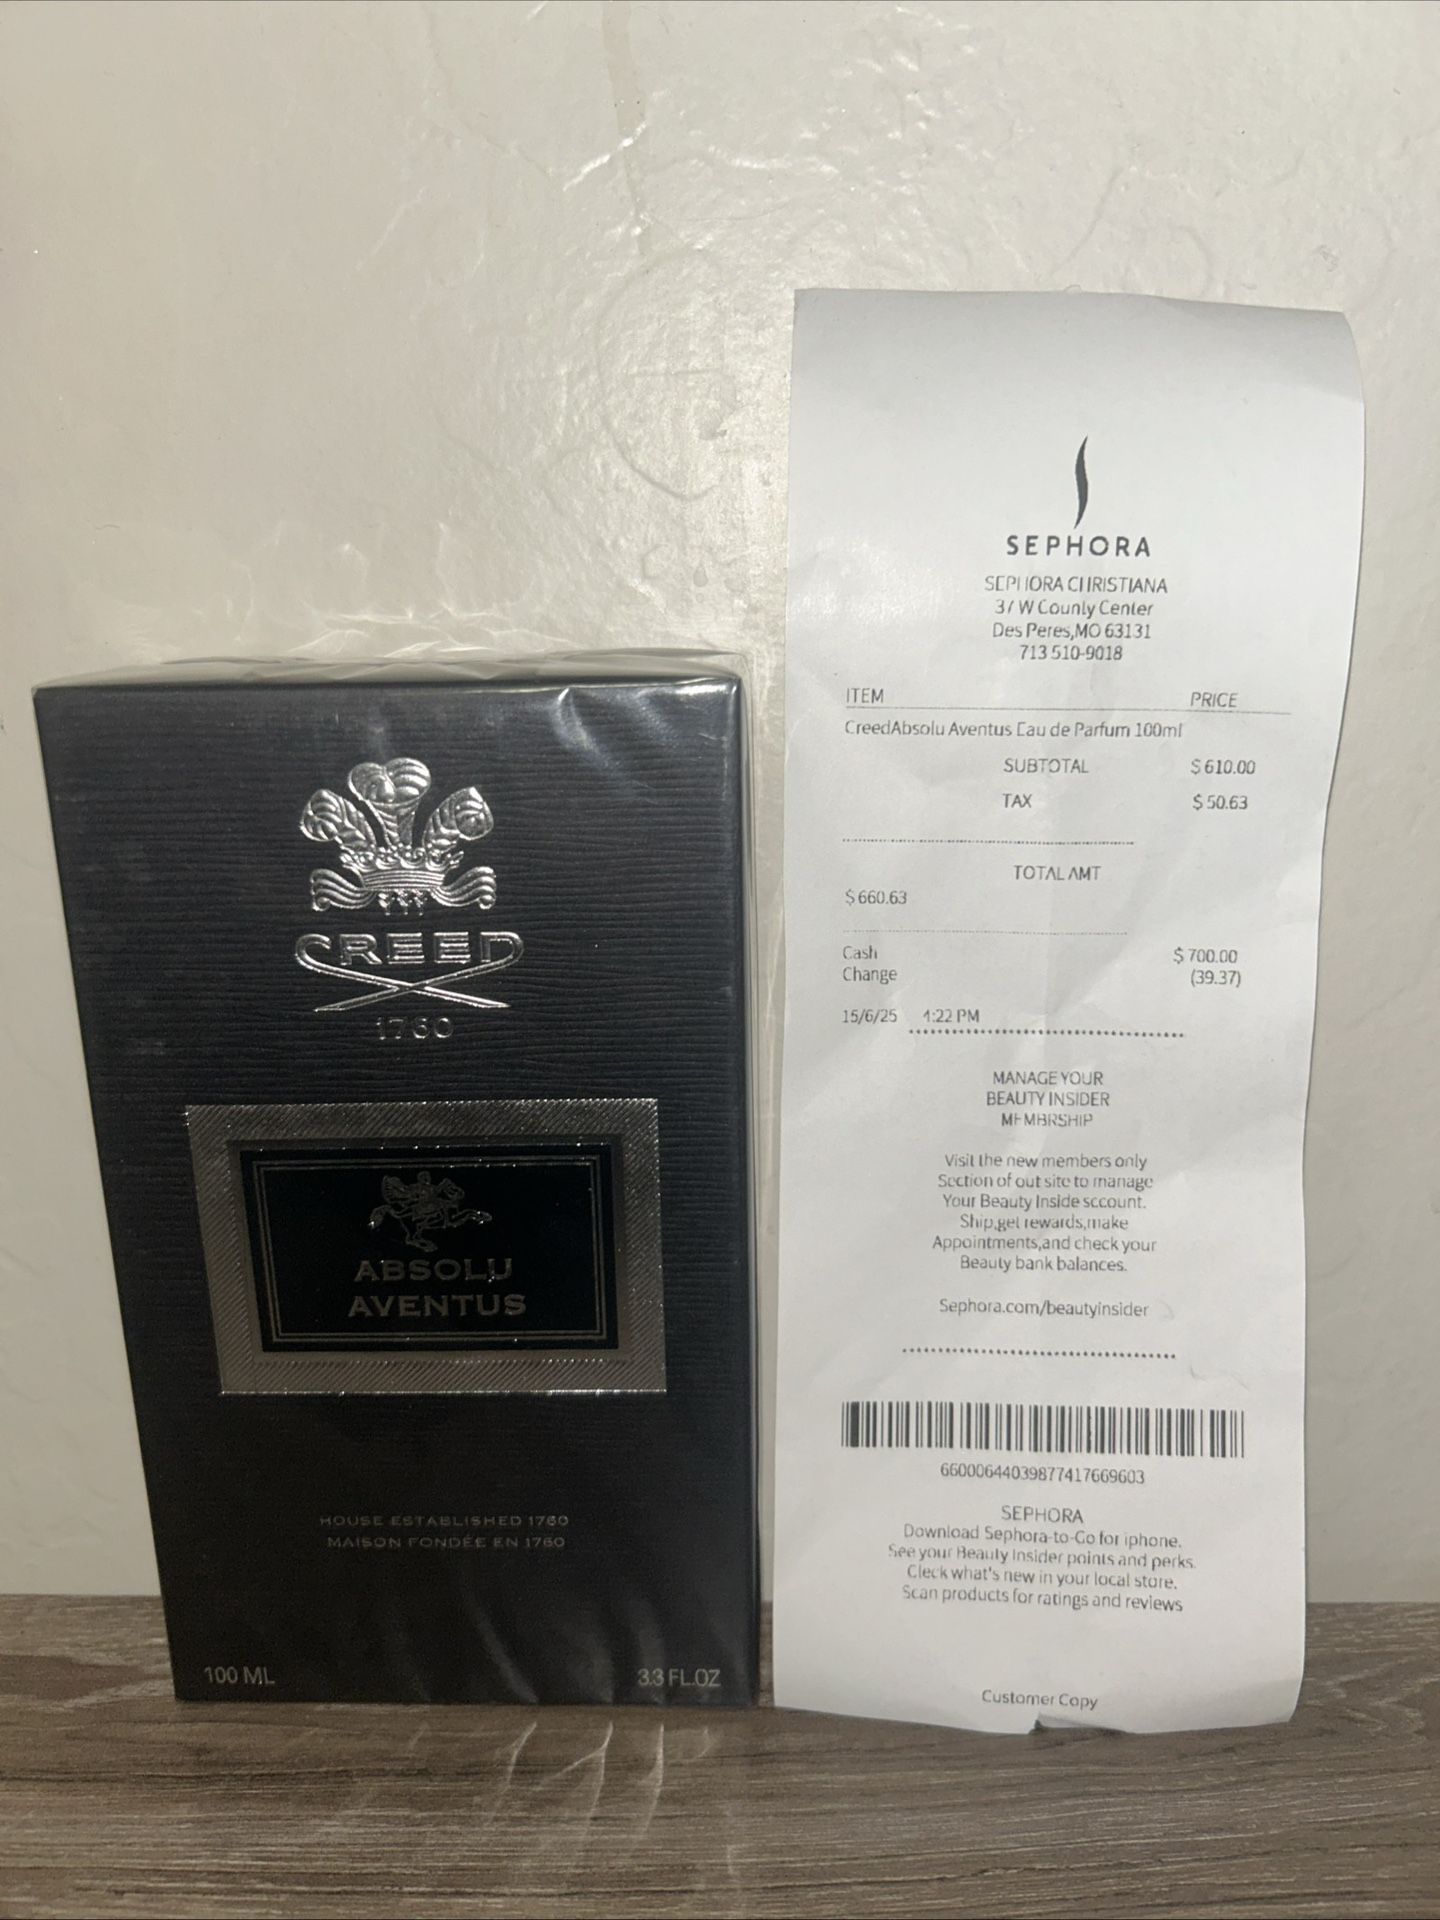 CREED
1760
ABSOLU
AVENTUS
HOUSE ESTABLISHED 1760
MAISON FONDÉE EN 1760
100 ML 3.3 FL.OZ
SEPHORA
SEPHORA CHRISTIANA
37 W County Center
Des Peres,MO 63131
713 510-9018
ITEM PRICE
CreedAbsolu Aventus Eau de Parfum 100ml
SUBTOTAL $ 610.00
TAX $ 50.63
TOTAL AMT
$ 660.63
Cash $ 700.00
Change (39.37)
15/6/25 4:22 PM
MANAGE YOUR
BEAUTY INSIDER
MEMBRSHIP
Visit the new members only
Section of out site to manage
Your Beauty Inside sccount.
Ship,get rewards,make
Appointments,and check your
Beauty bank balances.
Sephora.com/beautyinsider
66000644039877417669603
SEPHORA
Download Sephora-to-Go for iphone.
See your Beauty Insider points and perks.
Cleck what's new in your local store.
Scan products for ratings and reviews
Customer Copy